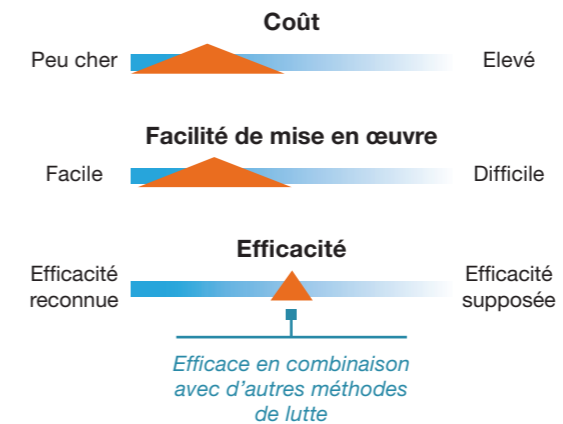 Coût
Peu cher
Elevé
Facilité de mise en œuvre
Facile
Difficile
Efficacité
Efficacité
reconnue
Efficacité
supposée
Efficace en combinaison
avec d'autres méthodes
de lutte